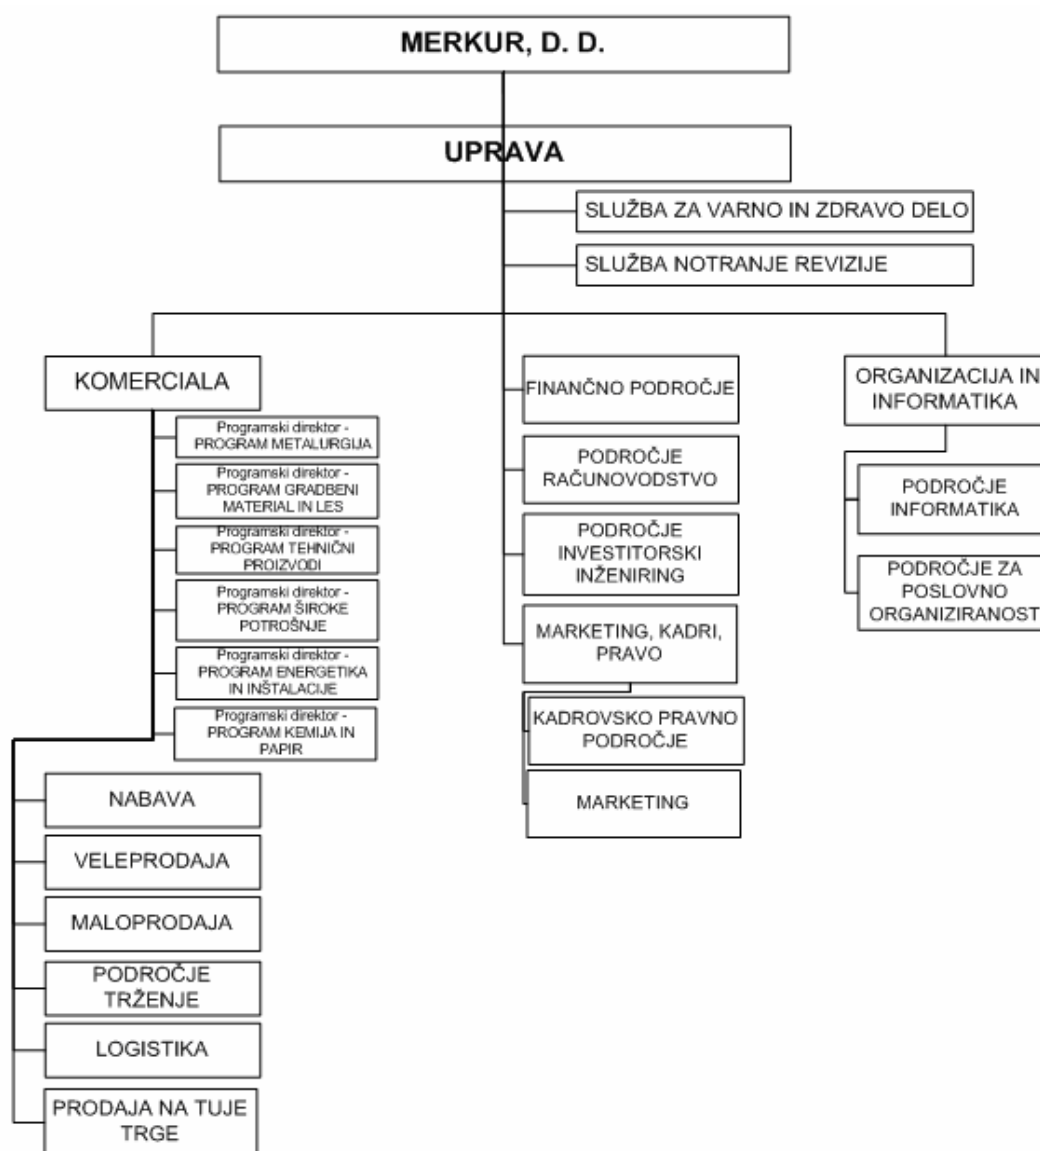 MERKUR, D. D.
UPRAVA
SLUŽBA ZA VARNO IN ZDRAVO DELO
SLUŽBA NOTRANJE REVIZIJE
KOMERCIALA
Programski direktor -
PROGRAM METALURGIJA
Programski direktor -
PROGRAM GRADBENI
MATERIAL IN LES
Programski direktor -
PROGRAM TEHNIČNI
PROIZVODI
Programski direktor -
PROGRAM ŠIROKE
POTROŠNJE
Programski direktor -
PROGRAM ENERGETIKA
IN INŠTALACIJE
Programski direktor -
PROGRAM KEMIJA IN
PAPIR
NABAVA
VELEPRODAJA
MALOPRODAJA
PODROČJE
TRŽENJE
LOGISTIKA
PRODAJA NA TUJE
TRGE
FINANČNO PODROČJE
PODROČJE
RAČUNOVODSTVO
PODROČJE
INVESTITORSKI
INŽENIRING
MARKETING, KADRI,
PRAVO
KADROVSKO PRAVNO
PODROČJE
MARKETING
ORGANIZACIJA IN
INFORMATIKA
PODROČJE
INFORMATIKA
PODROČJE ZA
POSLOVNO
ORGANIZIRANOST